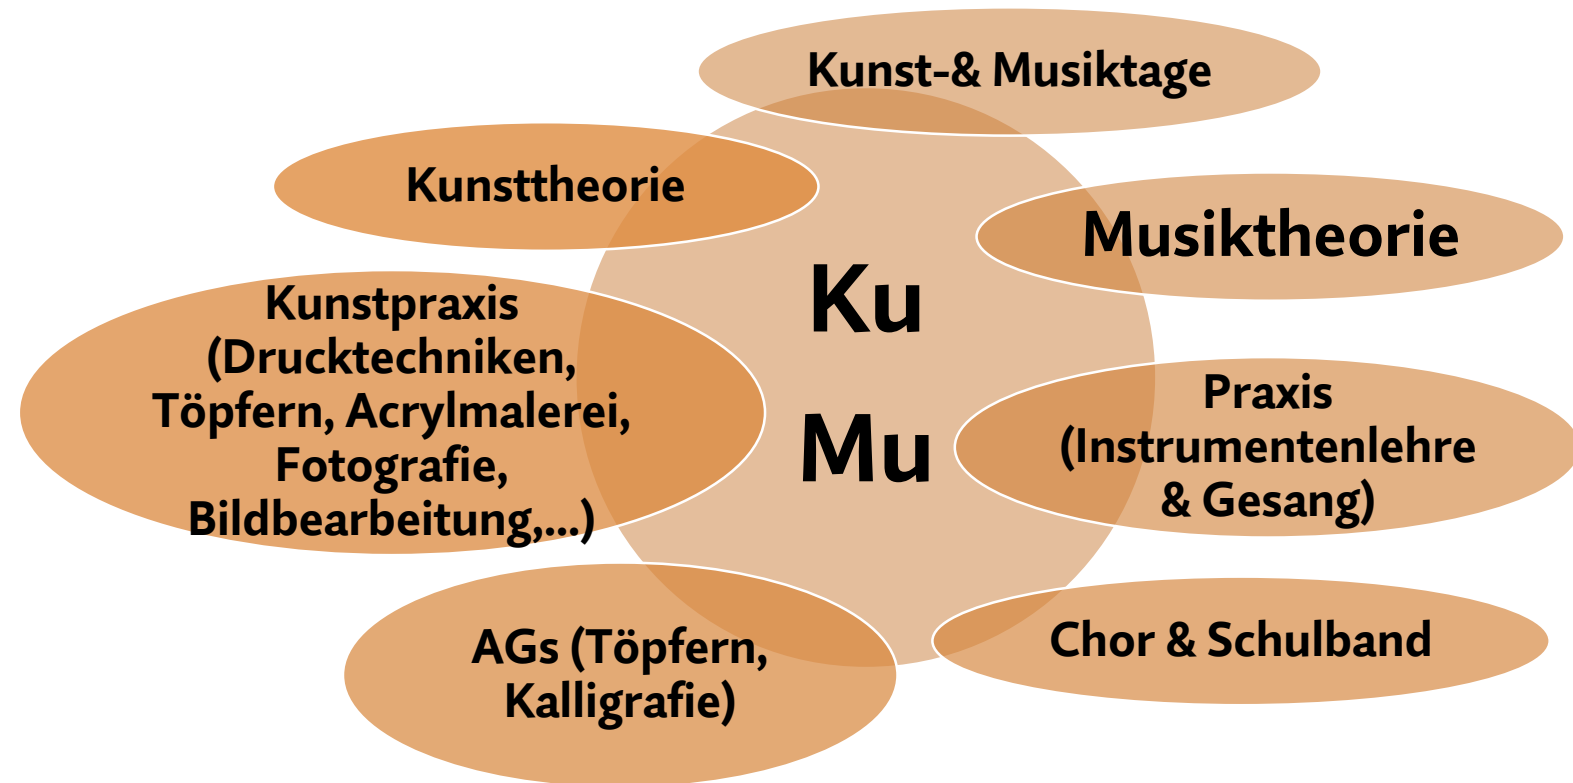 Kunst-& Musiktage
Kunsttheorie
Musiktheorie
Ku
Mu
Kunstpraxis
(Drucktechniken,
Töpfern, Acrylmalerei,
Fotografie,
Bildbearbeitung,...)
Praxis
(Instrumentenlehre
& Gesang)
AGs (Töpfern,
Kalligrafie)
Chor & Schulband